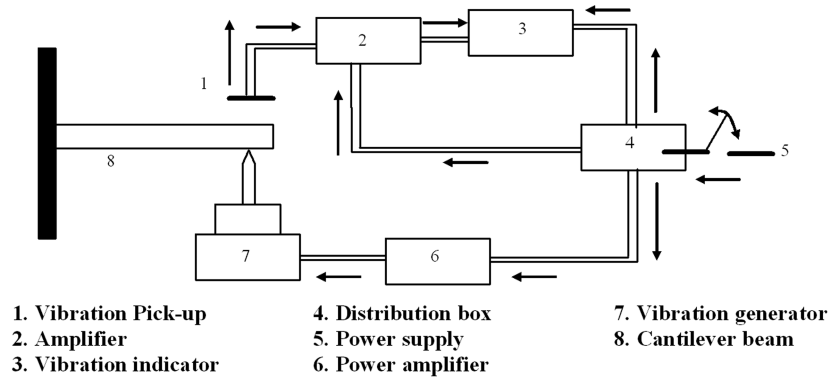 1
2
3
4
5
8
7
6
1. Vibration Pick-up
2. Amplifier
3. Vibration indicator
4. Distribution box
5. Power supply
6. Power amplifier
7. Vibration generator
8. Cantilever beam